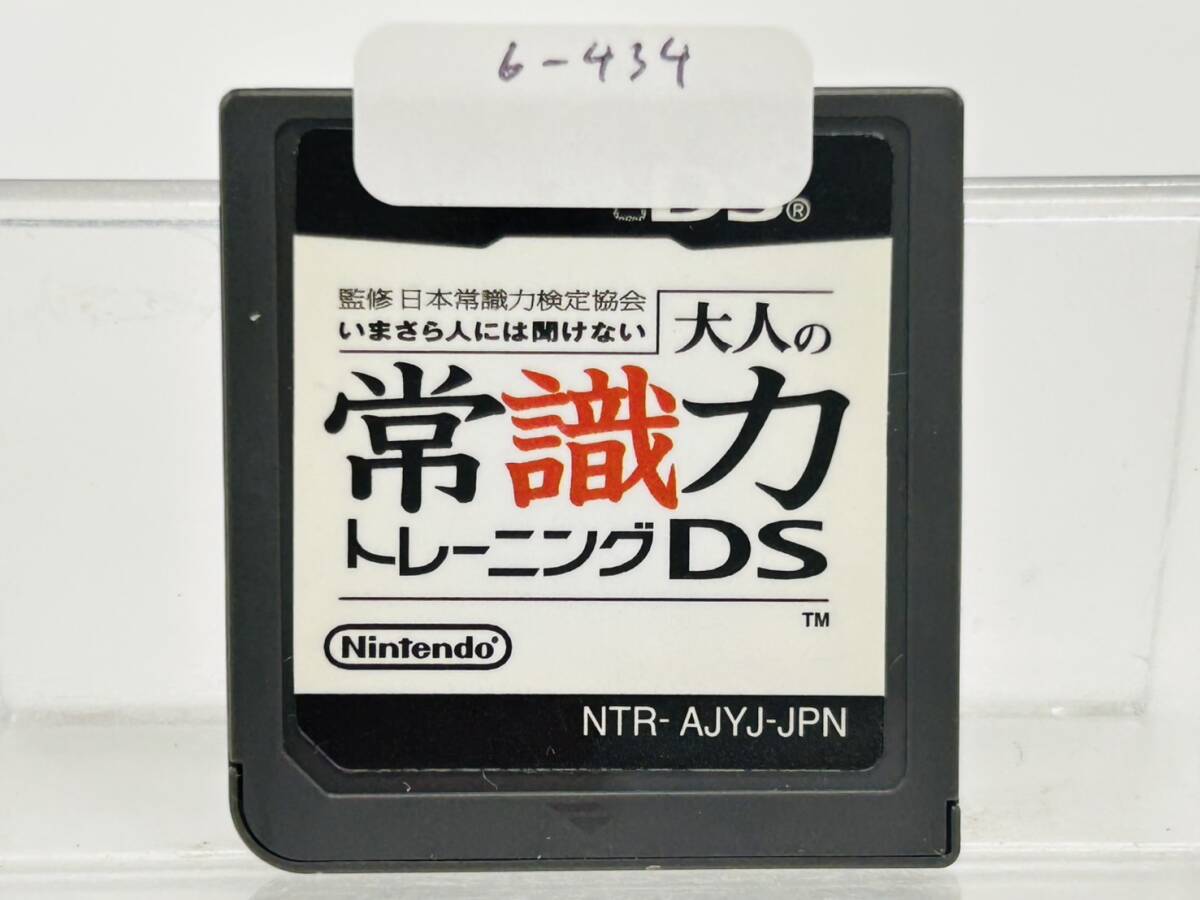 6-434
DS®
監修 日本常識力検定協会
いまさら人には聞けない
大人の
常識力
トレーニングDS
TM
Nintendo®
NTR- AJYJ-JPN